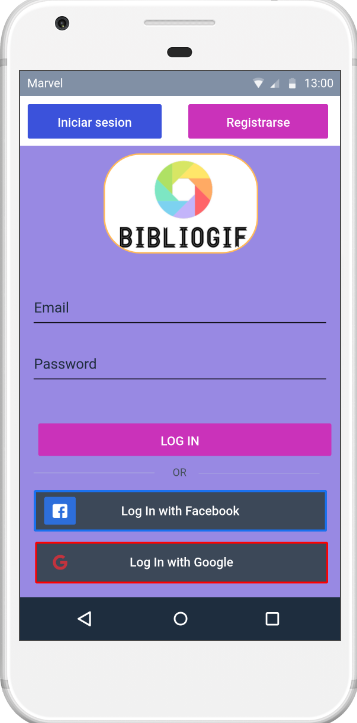 Marvel 13:00
Iniciar sesion Registrarse
BIBLIOGIF
Email
Password
LOG IN
OR
Log In with Facebook
G Log In with Google